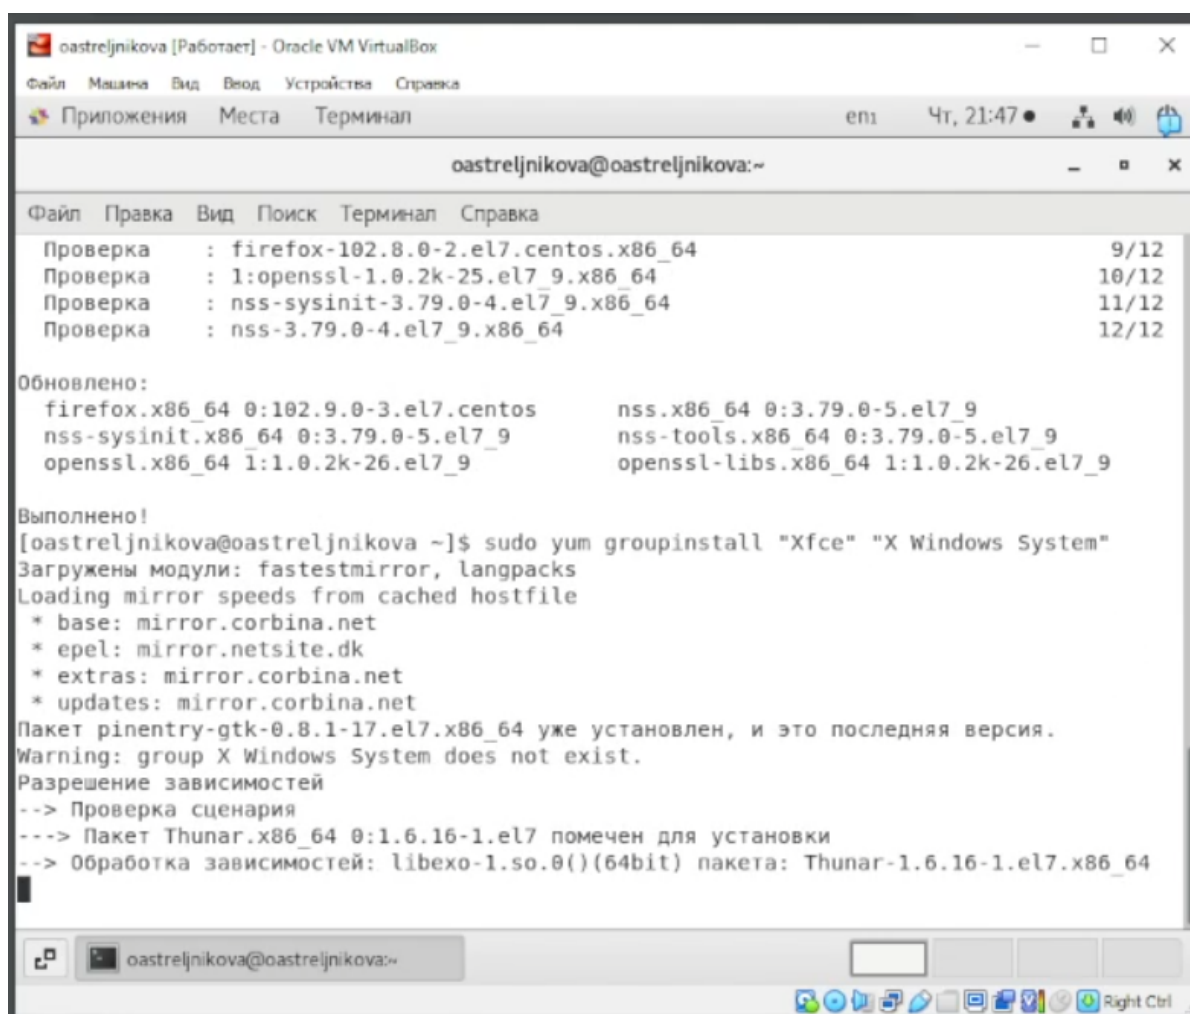 oastreljnikova [Работает] - Oracle VM VirtualBox
Файл Машина Вид Ввод Устройства Справка
Приложения Места Терминал en1 Чт, 21:47
oastreljnikova@oastreljnikova:~
Файл Правка Вид Поиск Терминал Справка
Проверка : firefox-102.8.0-2.el7.centos.x86_64 9/12
Проверка : 1:openssl-1.0.2k-25.el7_9.x86_64 10/12
Проверка : nss-sysinit-3.79.0-4.el7_9.x86_64 11/12
Проверка : nss-3.79.0-4.el7_9.x86_64 12/12
Обновлено:
firefox.x86_64 0:102.9.0-3.el7.centos nss.x86_64 0:3.79.0-5.el7_9
nss-sysinit.x86_64 0:3.79.0-5.el7_9 nss-tools.x86_64 0:3.79.0-5.el7_9
openssl.x86_64 1:1.0.2k-26.el7_9 openssl-libs.x86_64 1:1.0.2k-26.el7_9
Выполнено!
[oastreljnikova@oastreljnikova ~]$ sudo yum groupinstall "Xfce" "X Windows System"
Загружены модули: fastestmirror, langpacks
Loading mirror speeds from cached hostfile
* base: mirror.corbina.net
* epel: mirror.netsite.dk
* extras: mirror.corbina.net
* updates: mirror.corbina.net
Пакет pinentry-gtk-0.8.1-17.el7.x86_64 уже установлен, и это последняя версия.
Warning: group X Windows System does not exist.
Разрешение зависимостей
--> Проверка сценария
---> Пакет Thunar.x86_64 0:1.6.16-1.el7 помечен для установки
--> Обработка зависимостей: libexo-1.so.0()(64bit) пакета: Thunar-1.6.16-1.el7.x86_64
oastreljnikova@oastreljnikova:~
Right Ctrl